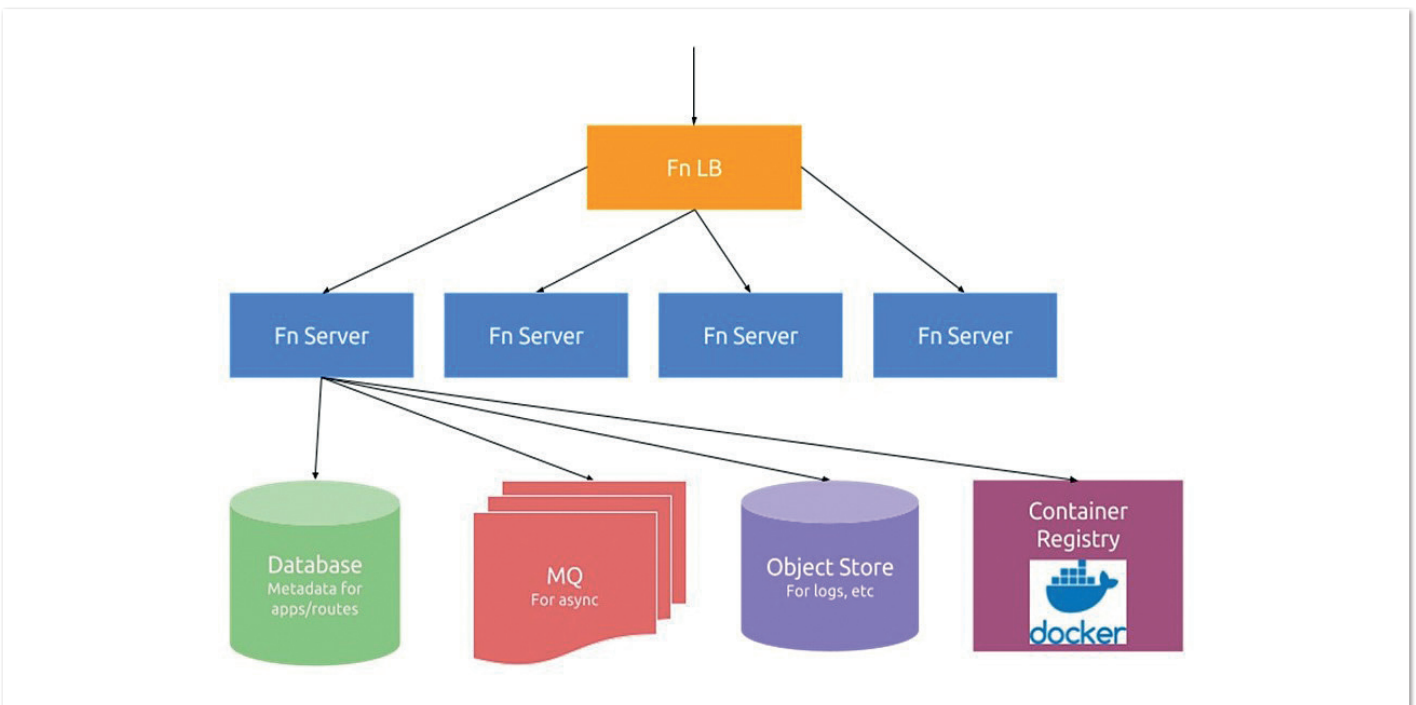 Fn LB
Fn Server
Fn Server
Fn Server
Fn Server
Database
Metadata for
apps/routes
MQ
For async
Object Store
For logs, etc
Container
Registry
docker